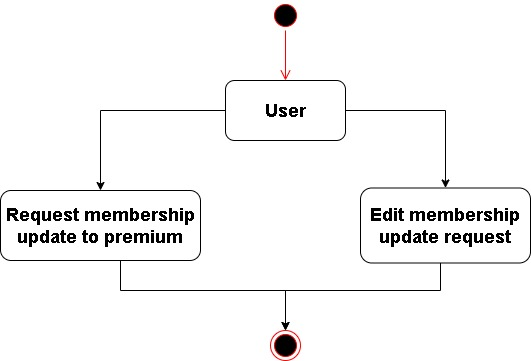 User
Request membership
update to premium
Edit membership
update request